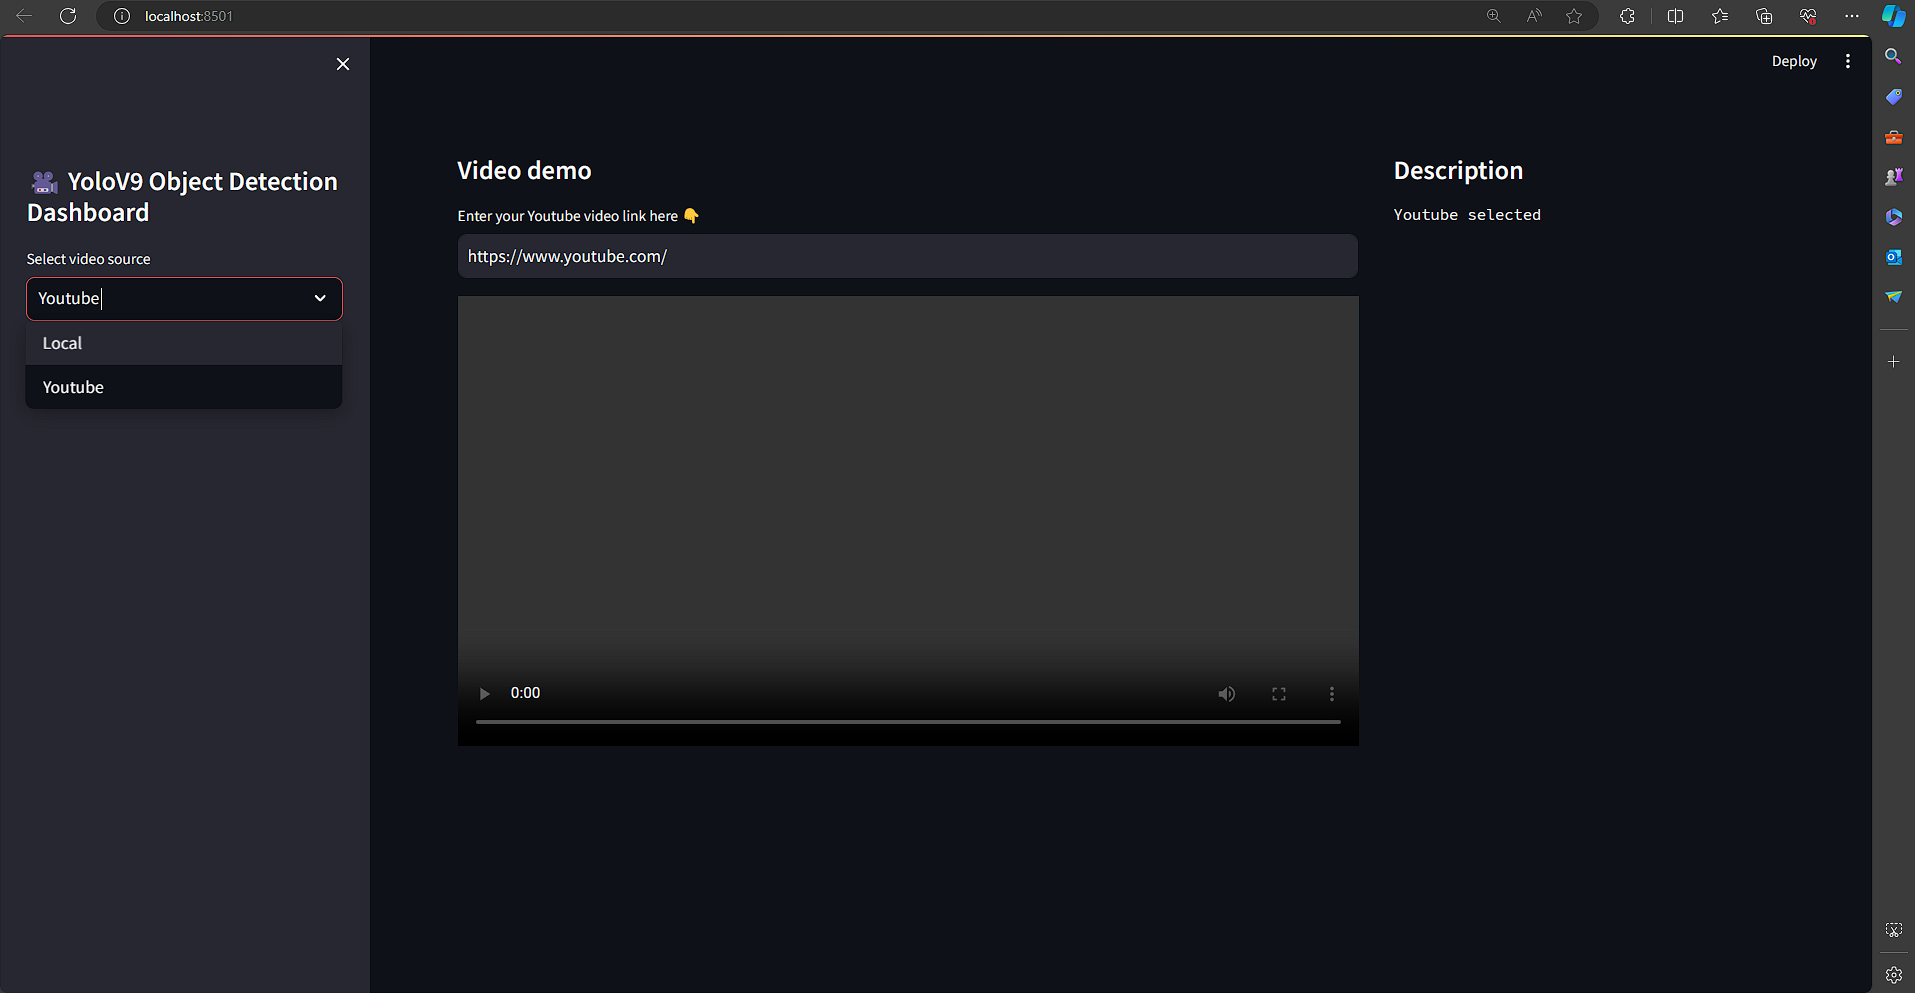 localhost:8501
Deploy
YoloV9 Object Detection
Dashboard
Select video source
Youtube
Local
Youtube
Video demo
Enter your Youtube video link here 👇
https://www.youtube.com/
0:00
Description
Youtube selected